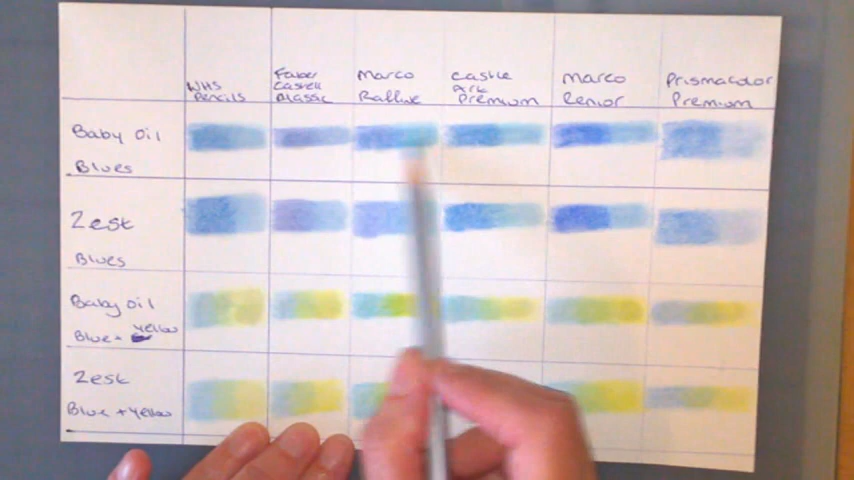 WHS
Pencils
Faber
Castell
Classic
Marco
Raffine
Castle
Art
Premium
Marco
Renior
Prismacolor
Premium
Baby Oil
Blues
Zest
Blues
Baby Oil
Blue + Yellow
Zest
Blue + Yellow